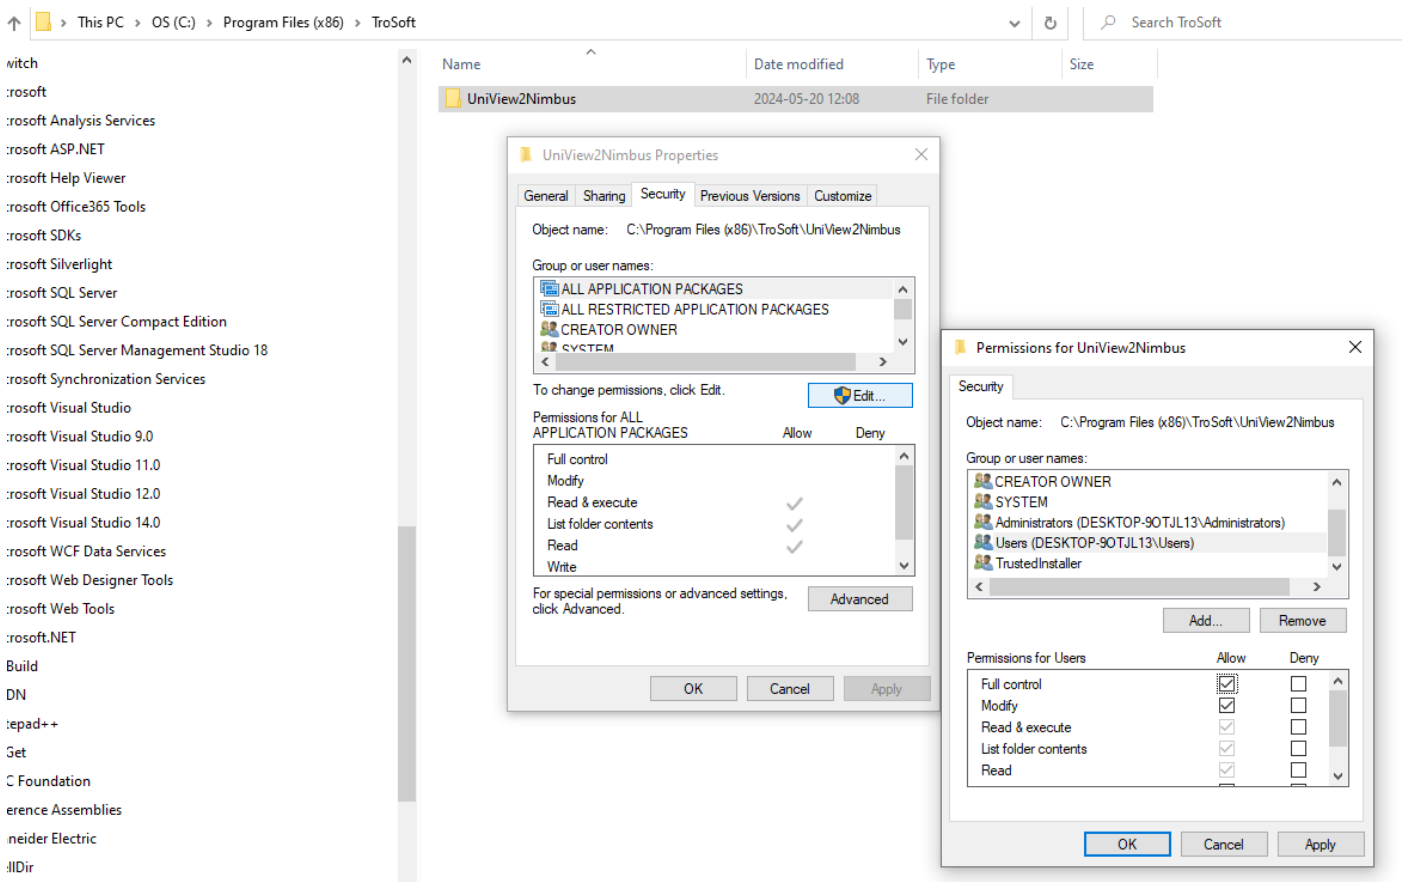 This PC > OS (C:) > Program Files (x86) > TroSoft
Search TroSoft
witch
:rosoft
:rosoft Analysis Services
:rosoft ASP.NET
:rosoft Help Viewer
:rosoft Office365 Tools
:rosoft SDKs
:rosoft Silverlight
:rosoft SQL Server
:rosoft SQL Server Compact Edition
:rosoft SQL Server Management Studio 18
:rosoft Synchronization Services
:rosoft Visual Studio
:rosoft Visual Studio 9.0
:rosoft Visual Studio 11.0
:rosoft Visual Studio 12.0
:rosoft Visual Studio 14.0
:rosoft WCF Data Services
:rosoft Web Designer Tools
:rosoft Web Tools
:rosoft.NET
Build
DN
tepad++
Get
C Foundation
erence Assemblies
neider Electric
llDir
Name Date modified Type Size
UniView2Nimbus 2024-05-20 12:08 File folder
UniView2Nimbus Properties
General Sharing Security Previous Versions Customize
Object name: C:\Program Files (x86)\TroSoft\UniView2Nimbus
Group or user names:
ALL APPLICATION PACKAGES
ALL RESTRICTED APPLICATION PACKAGES
CREATOR OWNER
SYSTEM
To change permissions, click Edit.
Edit...
Permissions for ALL
APPLICATION PACKAGES Allow Deny
Full control
Modify
Read & execute
List folder contents
Read
Write
For special permissions or advanced settings,
click Advanced.
Advanced
OK Cancel Apply
Permissions for UniView2Nimbus
Security
Object name: C:\Program Files (x86)\TroSoft\UniView2Nimbus
Group or user names:
CREATOR OWNER
SYSTEM
Administrators (DESKTOP-9OTJL13\Administrators)
Users (DESKTOP-9OTJL13\Users)
TrustedInstaller
Add... Remove
Permissions for Users Allow Deny
Full control
Modify
Read & execute
List folder contents
Read
OK Cancel Apply